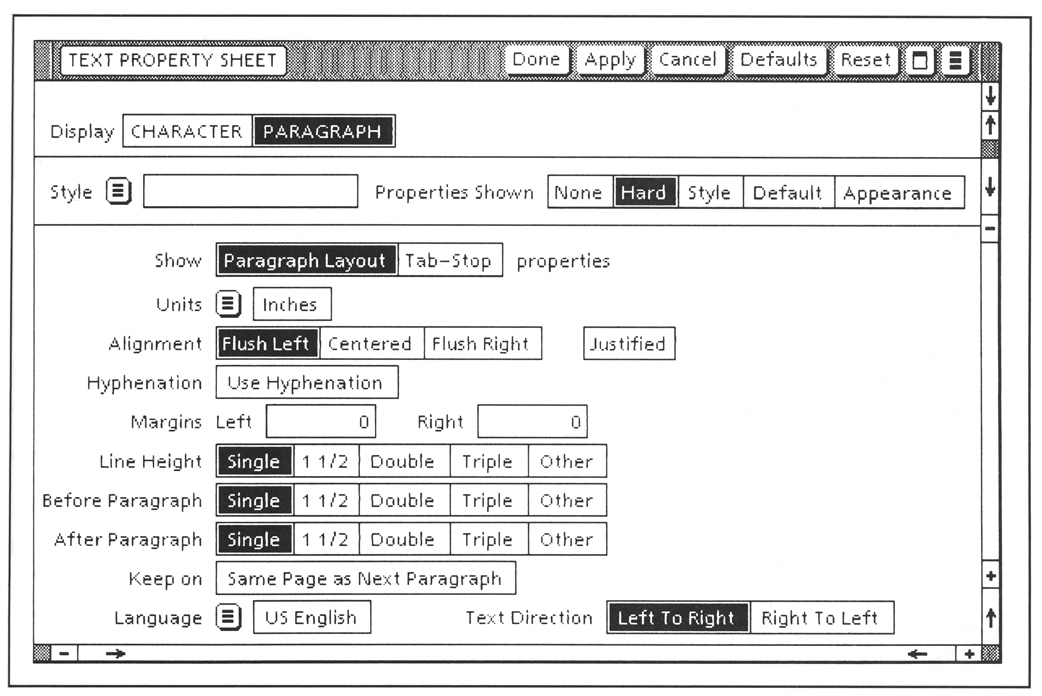 TEXT PROPERTY SHEET Done Apply Cancel Defaults Reset
Display CHARACTER PARAGRAPH
Style Properties Shown None Hard Style Default Appearance
Show Paragraph Layout Tab-Stop properties
Units Inches
Alignment Flush Left Centered Flush Right Justified
Hyphenation Use Hyphenation
Margins Left 0 Right 0
Line Height Single 1 1/2 Double Triple Other
Before Paragraph Single 1 1/2 Double Triple Other
After Paragraph Single 1 1/2 Double Triple Other
Keep on Same Page as Next Paragraph
Language US English Text Direction Left To Right Right To Left